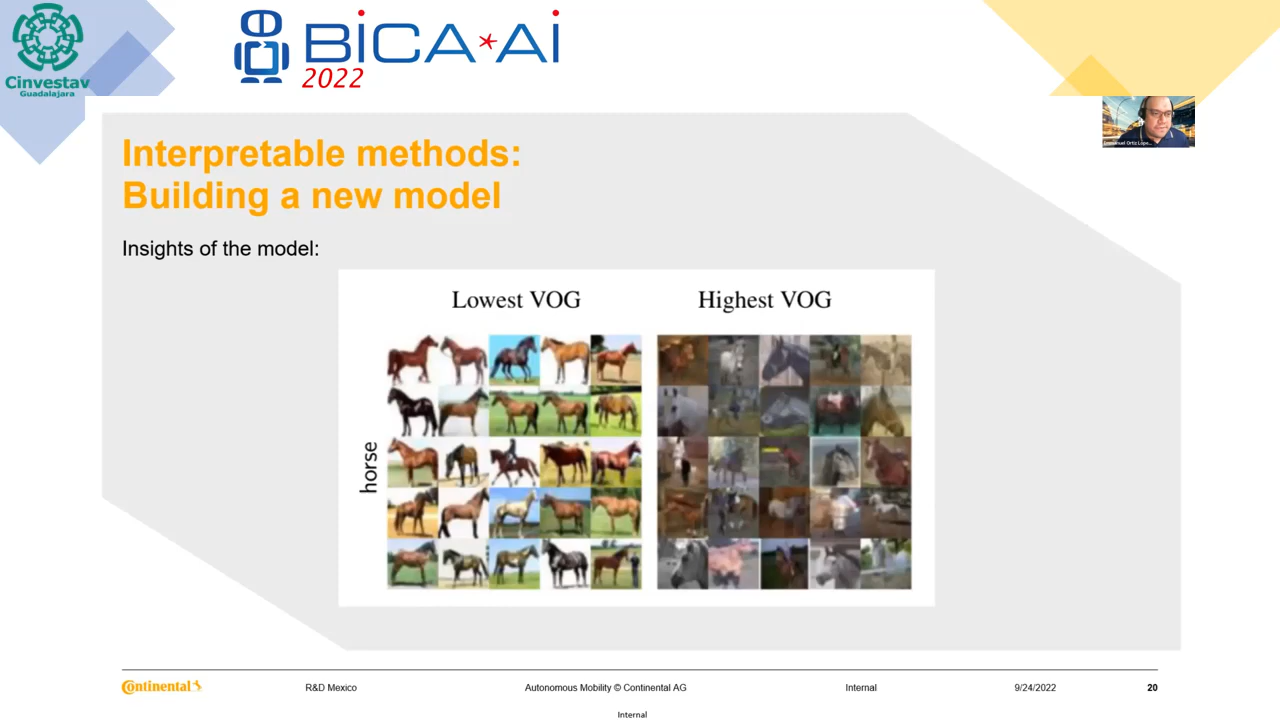 Cinvestav
Guadalajara
BiCA*Ai
2022
Interpretable methods:
Building a new model
Insights of the model:
Lowest VOG
Highest VOG
horse
Continental
R&D Mexico
Autonomous Mobility © Continental AG
Internal
9/24/2022
20
Internal